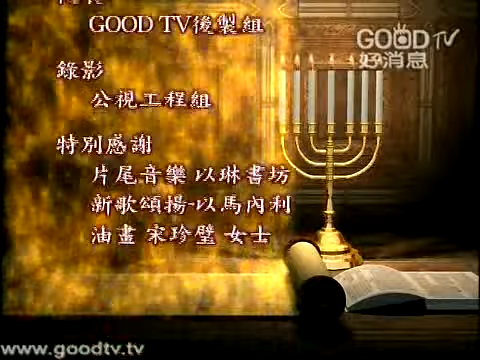 GOOD TV後製組
GOOD TV
好消息
錄影
公視工程組
特別感謝
片尾音樂 以琳書坊
新歌頌揚-以馬內利
油畫 宋珍璧 女士
www.goodtv.tv